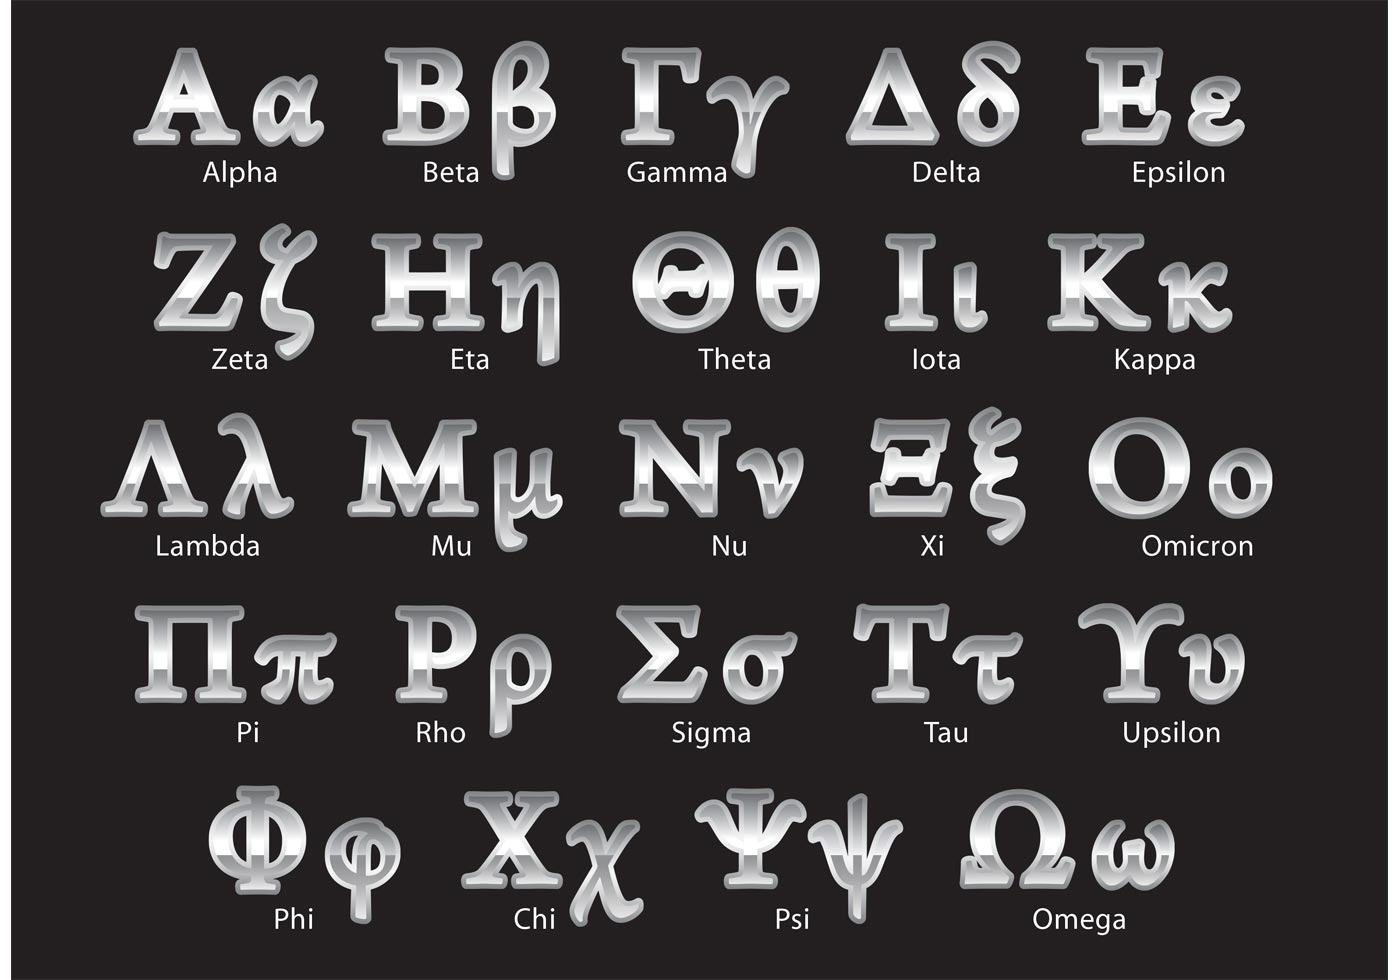 Αα Ββ Γγ Δδ Εε
Alpha Beta Gamma Delta Epsilon
Ζζ Ηη Θθ Ιι Κκ
Zeta Eta Theta Iota Kappa
Λλ Μμ Νν Ξξ Οο
Lambda Mu Nu Xi Omicron
Ππ Ρρ Σσ Ττ Υυ
Pi Rho Sigma Tau Upsilon
Φφ Χχ Ψψ Ωω
Phi Chi Psi Omega